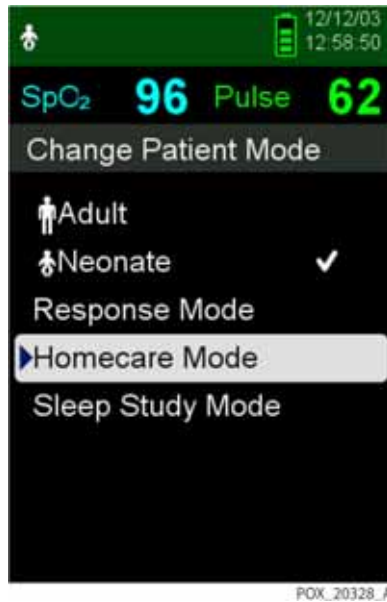 12/12/03
12:58:50
SpO₂ 96 Pulse 62
Change Patient Mode
Adult
Neonate
Response Mode
Homecare Mode
Sleep Study Mode
POX_20328_A